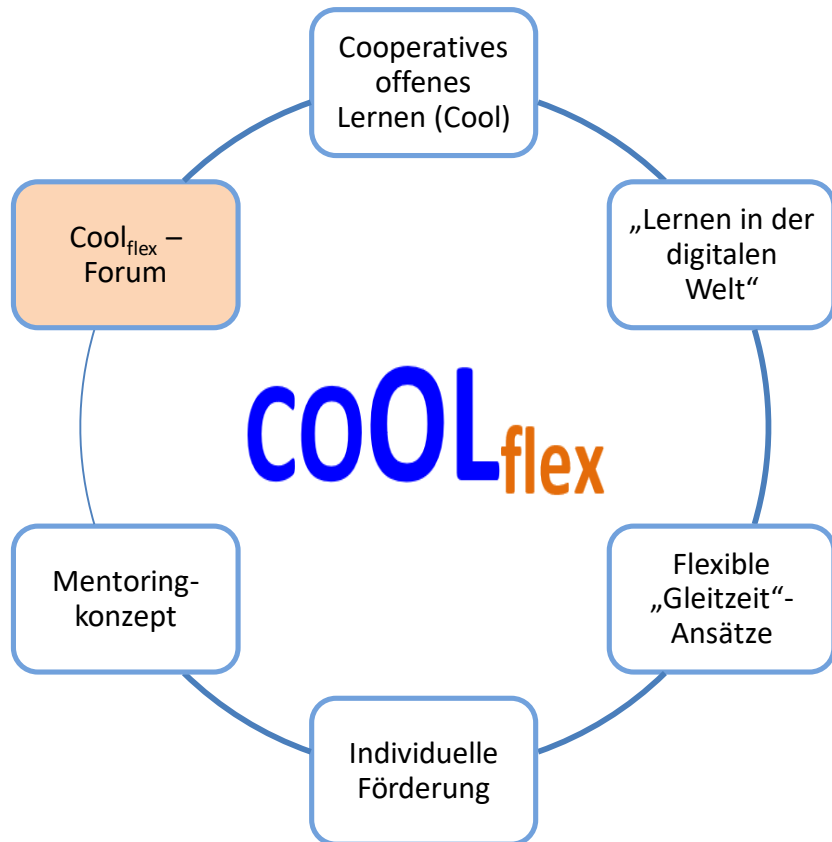 Cooperatives
offenes
Lernen (Cool)
„Lernen in der
digitalen
Welt“
Flexible
„Gleitzeit“-
Ansätze
Individuelle
Förderung
Mentoring-
konzept
Coolflex –
Forum
COOLflex